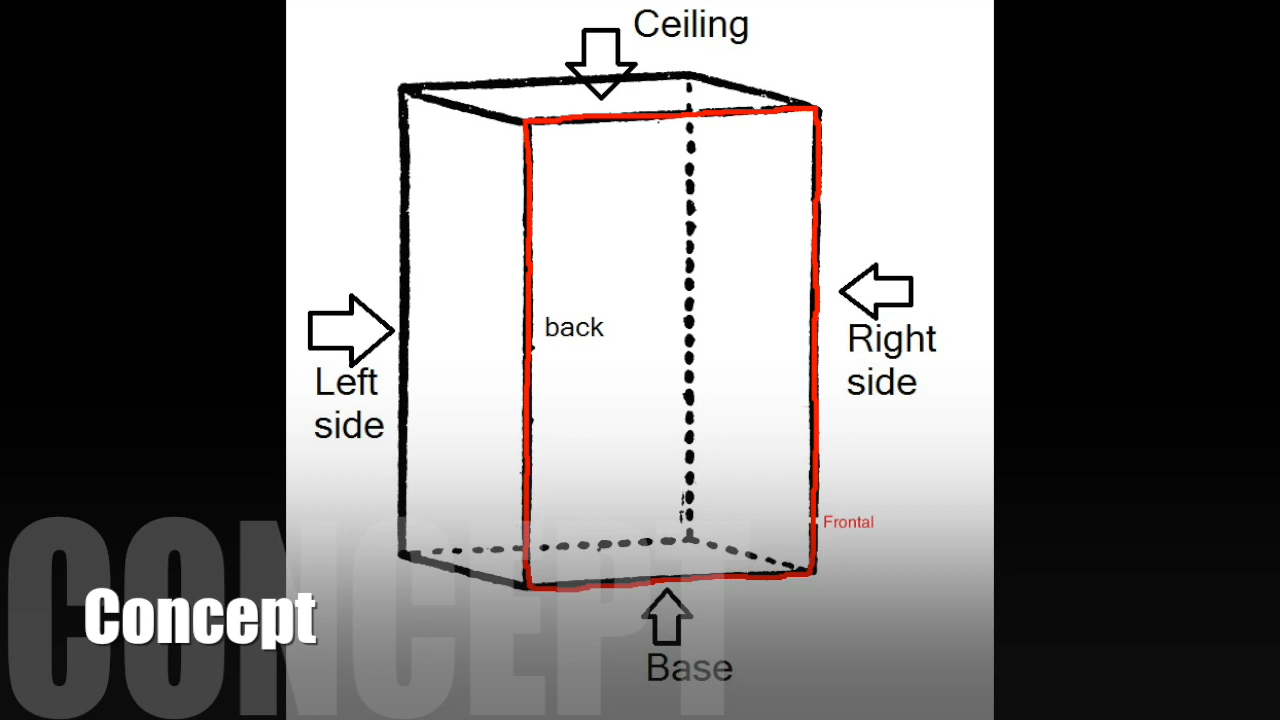 Ceiling
back
Left
side
Right
side
Frontal
Base
CONCEPT
Concept